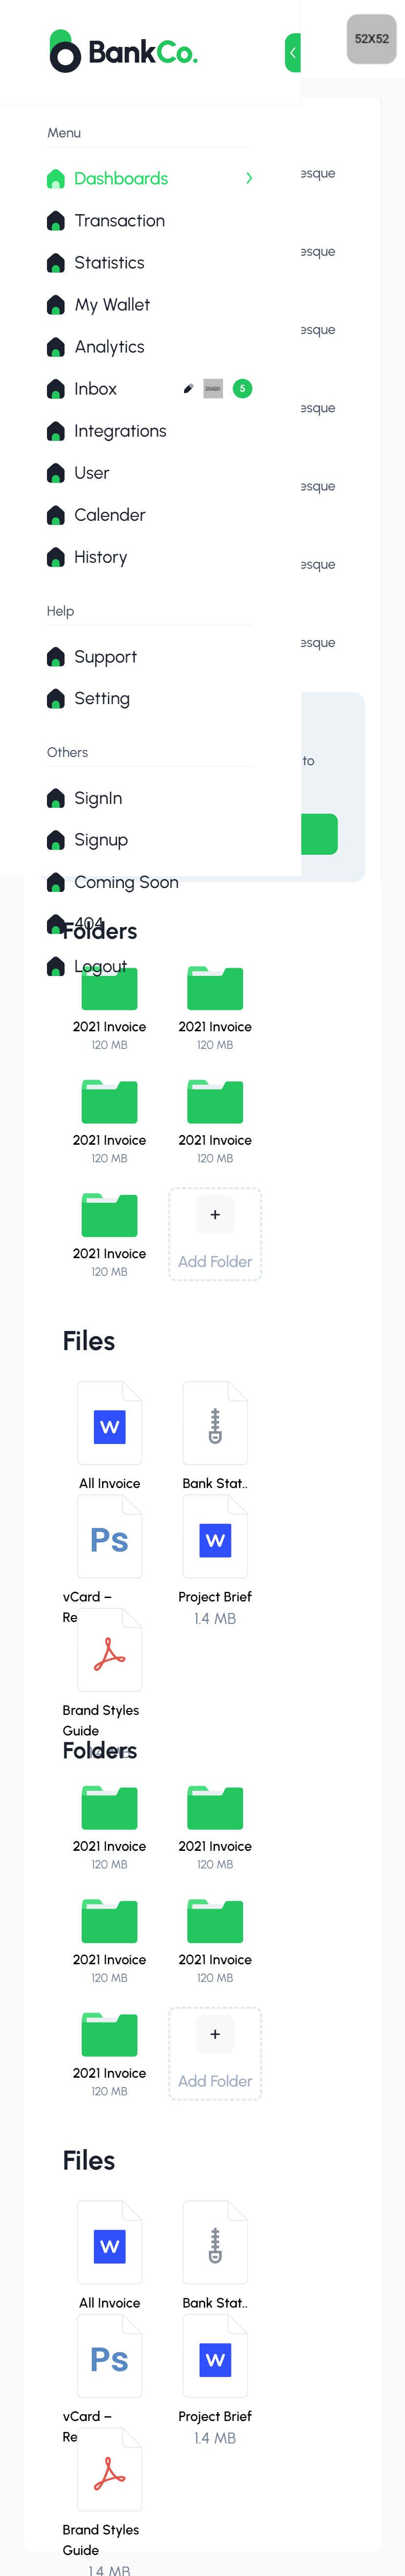 BankCo.
52X52
Menu
Dashboards
esque
Transaction
esque
Statistics
My Wallet
esque
Analytics
Inbox
5
esque
Integrations
User
esque
Calender
History
esque
Help
Support
esque
Setting
Others
to
SignIn
Signup
Coming Soon
404
Folders
Logout
2021 Invoice
2021 Invoice
120 MB
120 MB
2021 Invoice
2021 Invoice
120 MB
120 MB
2021 Invoice
120 MB
+
Add Folder
Files
W
All Invoice
Bank Stat..
Ps
W
vCard –
Re
Project Brief
1.4 MB
Brand Styles
Guide
Folders
2021 Invoice
2021 Invoice
120 MB
120 MB
2021 Invoice
2021 Invoice
120 MB
120 MB
2021 Invoice
120 MB
+
Add Folder
Files
W
All Invoice
Bank Stat..
Ps
W
vCard –
Re
Project Brief
1.4 MB
Brand Styles
Guide
1.4 MB